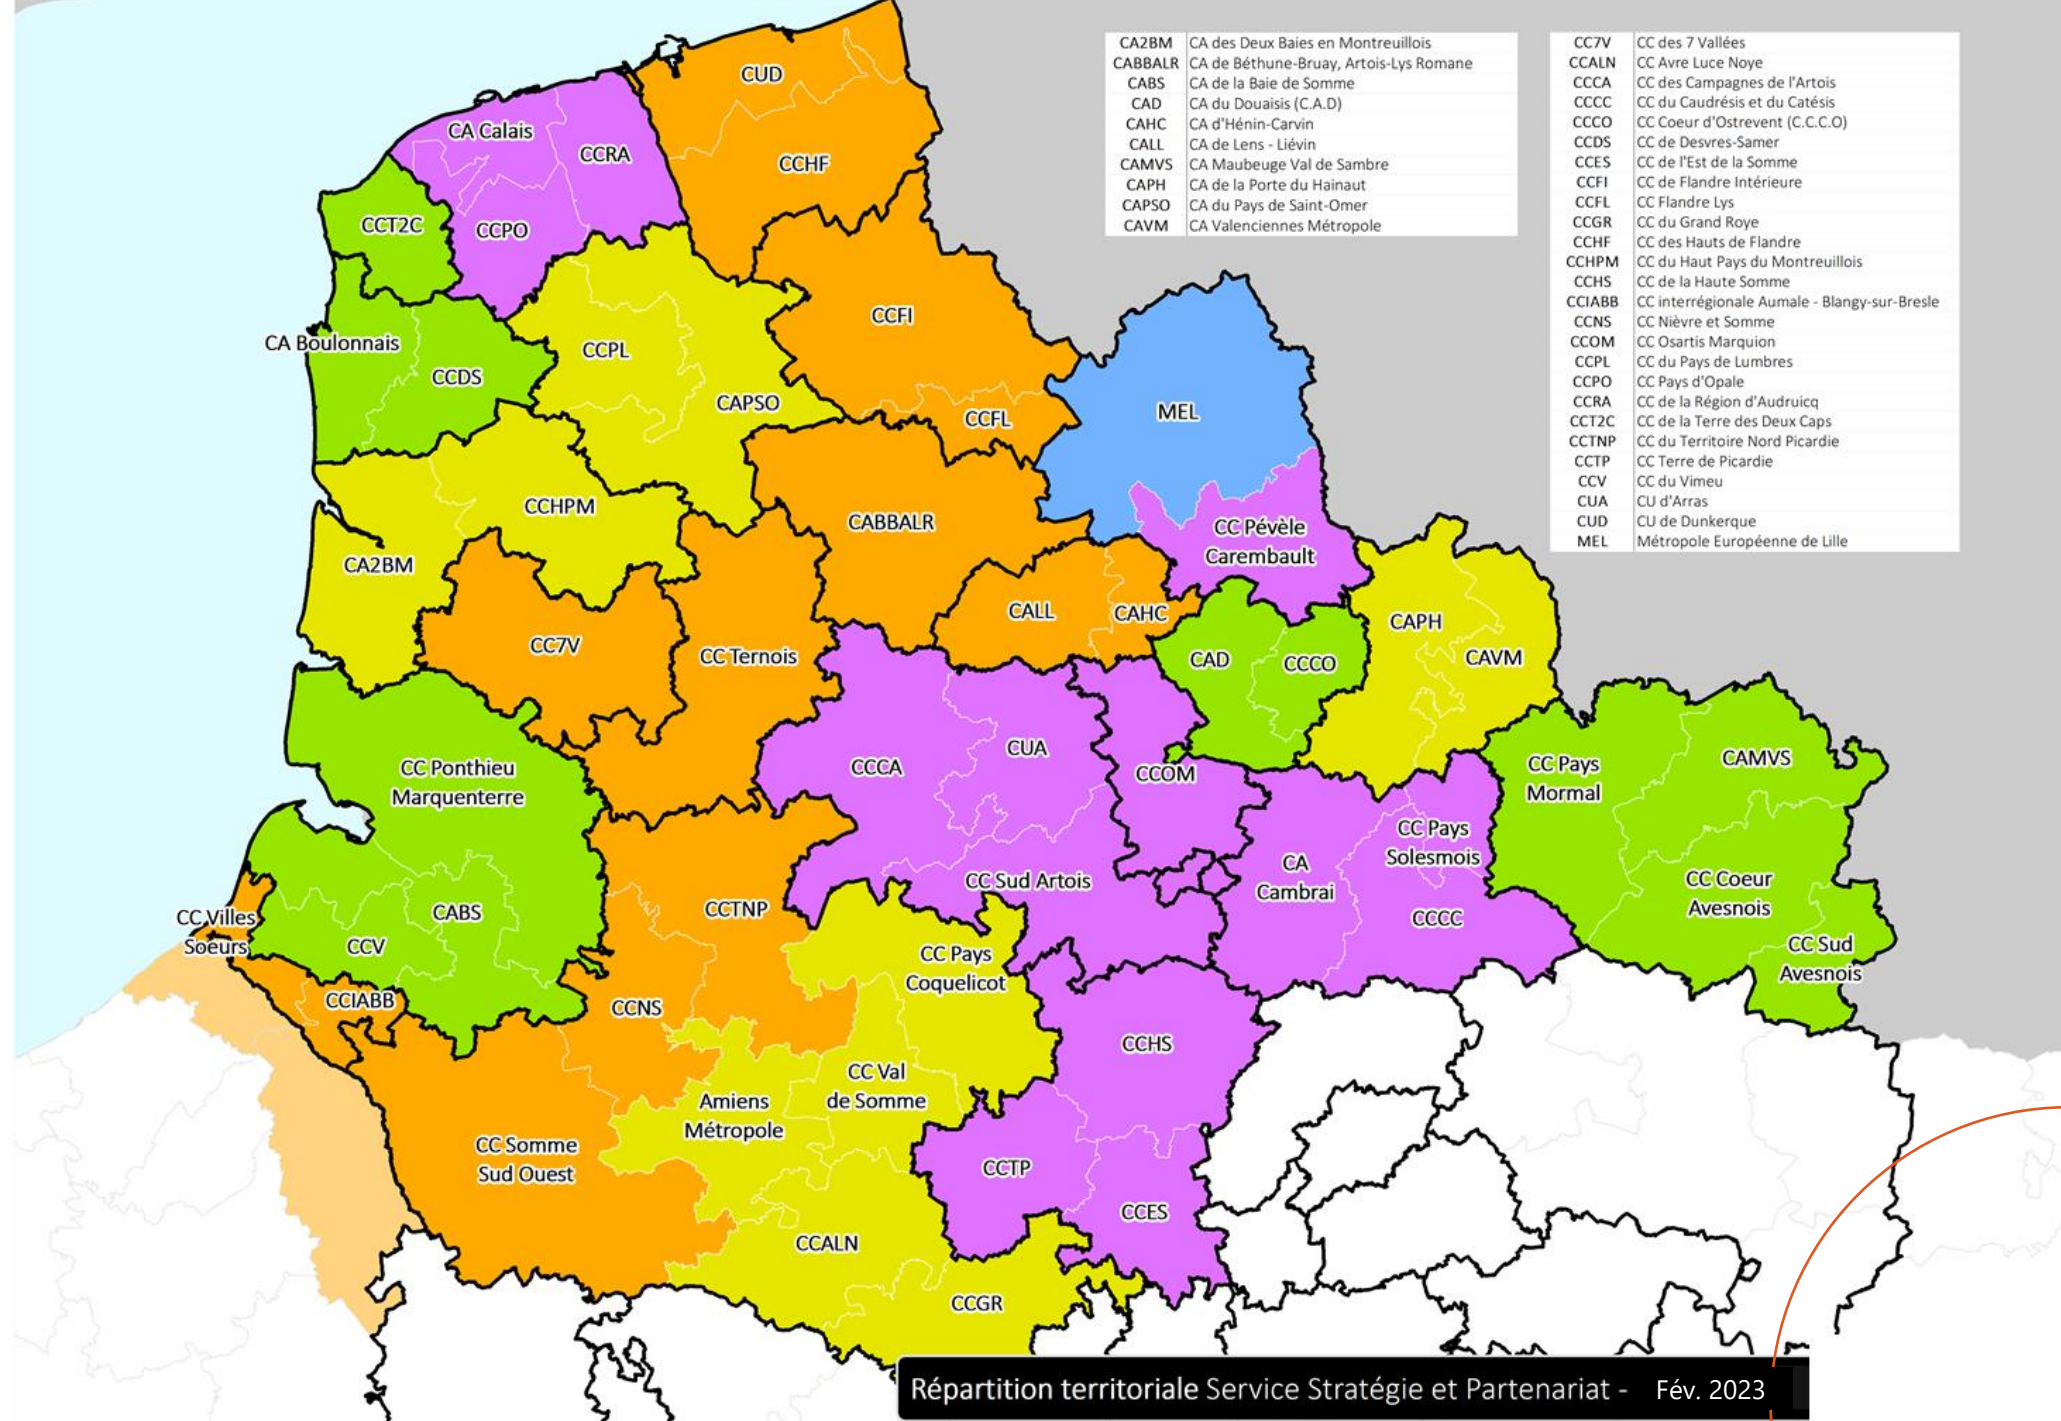 CA2BM CA des Deux Baies en Montreuillois
CABBALR CA de Béthune-Bruay, Artois-Lys Romane
CABS CA de la Baie de Somme
CAD CA du Douaisis (C.A.D)
CAHC CA d'Hénin-Carvin
CALL CA de Lens - Liévin
CAMVS CA Maubeuge Val de Sambre
CAPH CA de la Porte du Hainaut
CAPSO CA du Pays de Saint-Omer
CAVM CA Valenciennes Métropole
CC7V CC des 7 Vallées
CCALN CC Avre Luce Noye
CCCA CC des Campagnes de l'Artois
CCCC CC du Caudrésis et du Catésis
CCCO CC Coeur d'Ostrevent (C.C.C.O)
CCDS CC de Desvres-Samer
CCES CC de l'Est de la Somme
CCFI CC de Flandre Intérieure
CCFL CC Flandre Lys
CCGR CC du Grand Roye
CCHF CC des Hauts de Flandre
CCHPM CC du Haut Pays du Montreuillois
CCHS CC de la Haute Somme
CCIABB CC interrégionale Aumale - Blangy-sur-Bresle
CCNS CC Nièvre et Somme
CCOM CC Osartis Marquion
CCPL CC du Pays de Lumbres
CCPO CC Pays d'Opale
CCRA CC de la Région d'Audruicq
CCT2C CC de la Terre des Deux Caps
CCTNP CC du Territoire Nord Picardie
CCTP CC Terre de Picardie
CCV CC du Vimeu
CUA CU d'Arras
CUD CU de Dunkerque
MEL Métropole Européenne de Lille
CUD
CA Calais
CCRA
CCHF
CCT2C
CCPO
CCFI
CA Boulonnais
CCPL
CCDS
CAPSO
CCFL
MEL
CCHPM
CABBALR
CC Pévèle
Carembault
CA2BM
CALL
CAHC
CAPH
CC7V
CC Ternois
CAD
CCCO
CAVM
CCCA
CUA
CCOM
CC Pays
Mormal
CAMVS
CC Ponthieu
Marquenterre
CC Pays
Solesmois
CA
Cambrai
CC Sud Artois
CC Coeur
Avesnois
CC Villes
Soeurs
CABS
CCTNP
CCCC
CCV
CC Pays
Coquelicot
CC Sud
Avesnois
CCIABB
CCNS
CCHS
CC Val
de Somme
Amiens
Métropole
CC Somme
Sud Ouest
CCTP
CCES
CCALN
CCGR
Répartition territoriale Service Stratégie et Partenariat - Fév. 2023